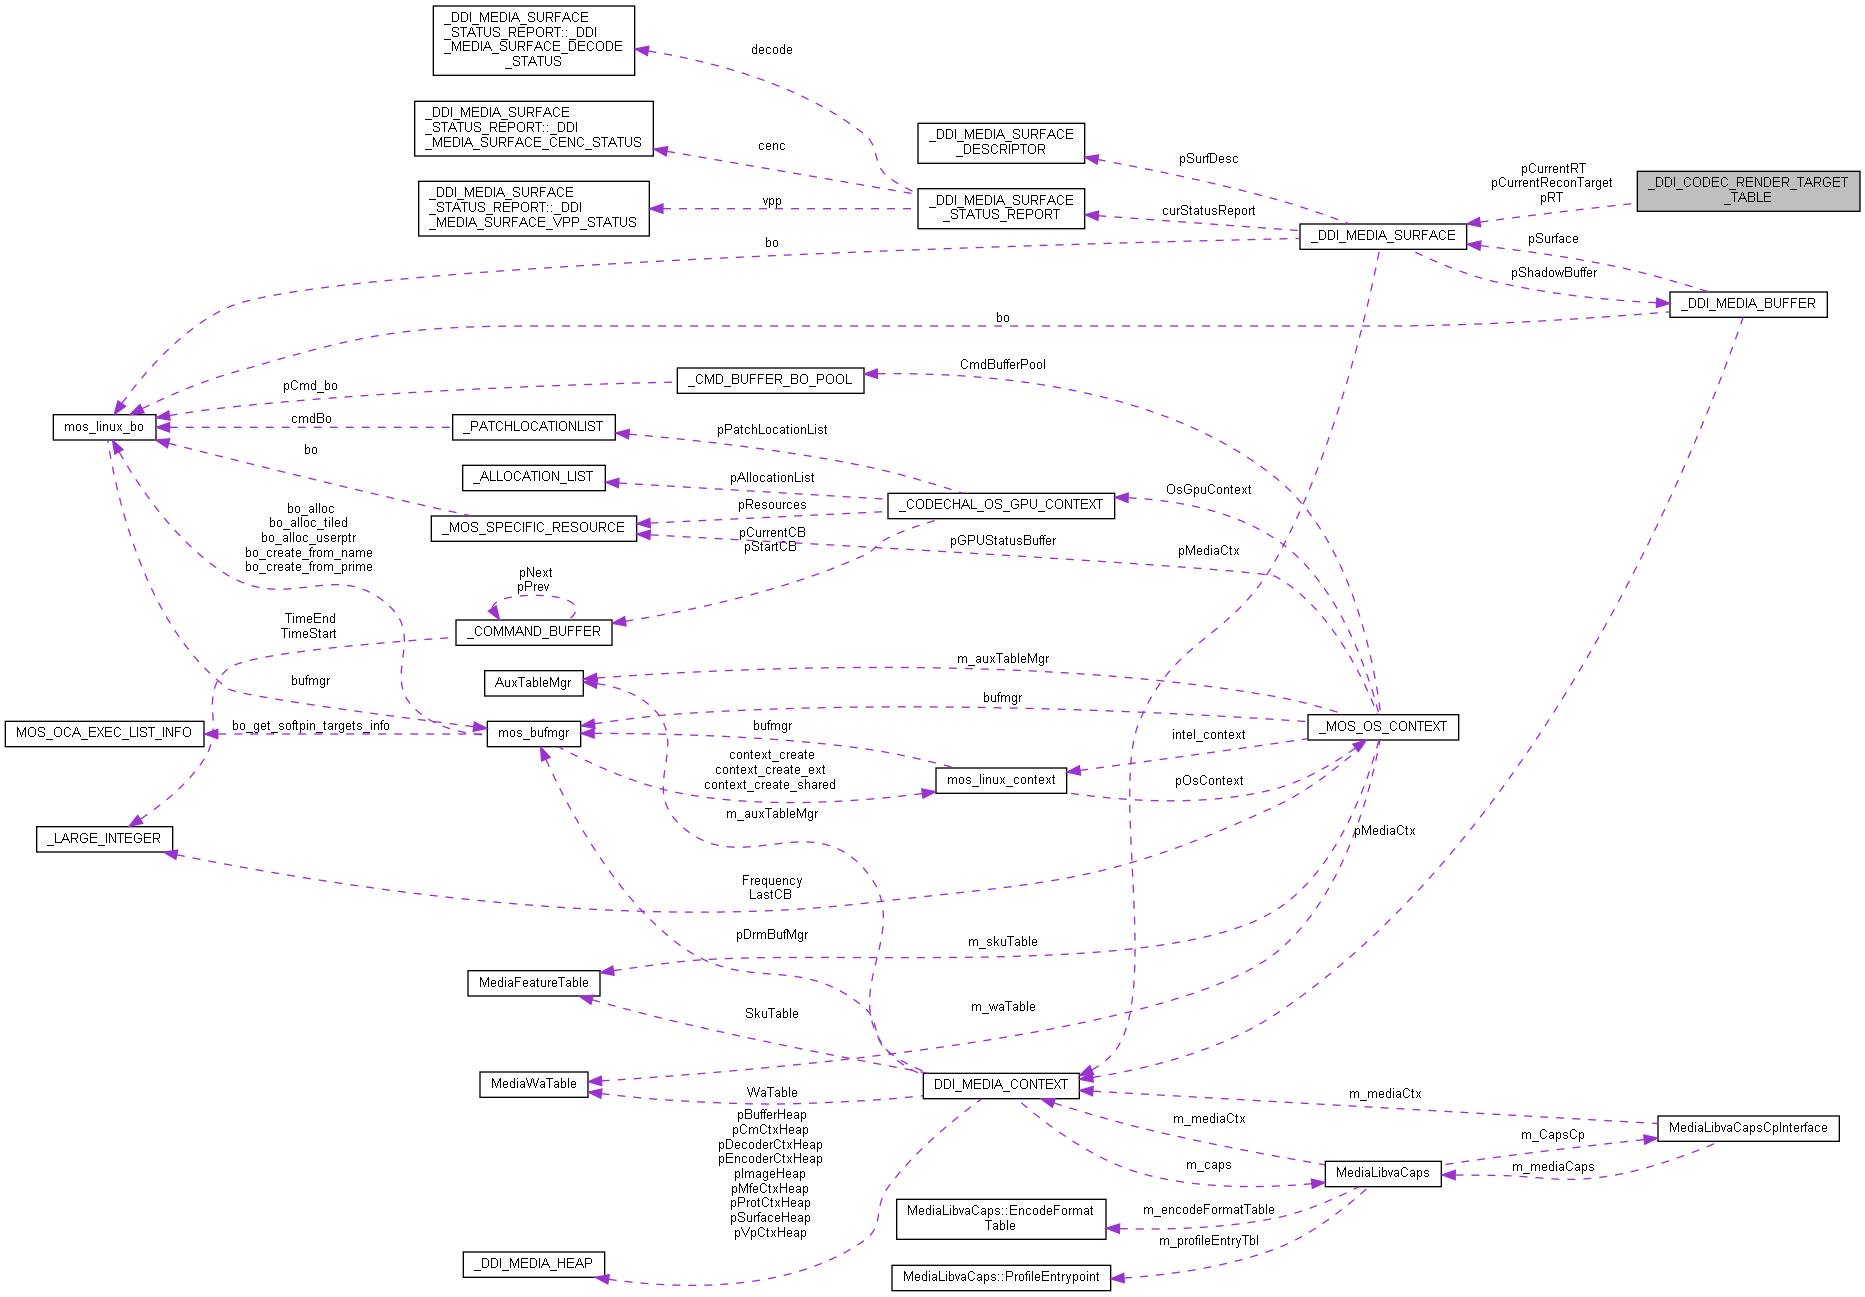 _DDI_MEDIA_SURFACE
_STATUS_REPORT::_DDI
_MEDIA_SURFACE_DECODE
_STATUS
decode
_DDI_MEDIA_SURFACE
_STATUS_REPORT::_DDI
_MEDIA_SURFACE_CENC_STATUS
cenc
_DDI_MEDIA_SURFACE
_DESCRIPTOR
pSurfDesc
pCurrentRT
pCurrentReconTarget
pRT
_DDI_CODEC_RENDER_TARGET
_TABLE
_DDI_MEDIA_SURFACE
_STATUS_REPORT::_DDI
_MEDIA_SURFACE_VPP_STATUS
vpp
_DDI_MEDIA_SURFACE
_STATUS_REPORT
curStatusReport
_DDI_MEDIA_SURFACE
pSurface
bo
pShadowBuffer
_DDI_MEDIA_BUFFER
bo
CmdBufferPool
pCmd_bo
_CMD_BUFFER_BO_POOL
mos_linux_bo
cmdBo
_PATCHLOCATIONLIST
pPatchLocationList
bo
_ALLOCATION_LIST
pAllocationList
OsGpuContext
_CODECHAL_OS_GPU_CONTEXT
pResources
_MOS_SPECIFIC_RESOURCE
bo_alloc
bo_alloc_tiled
bo_alloc_userptr
bo_create_from_name
bo_create_from_prime
pCurrentCB
pStartCB
pGPUStatusBuffer
pMediaCtx
pNext
pPrev
_COMMAND_BUFFER
TimeEnd
TimeStart
m_auxTableMgr
AuxTableMgr
bufmgr
bufmgr
MOS_OCA_EXEC_LIST_INFO
bo_get_softpin_targets_info
mos_bufmgr
bufmgr
_MOS_OS_CONTEXT
intel_context
context_create
context_create_ext
context_create_shared
mos_linux_context
pOsContext
m_auxTableMgr
_LARGE_INTEGER
pMediaCtx
Frequency
LastCB
pDrmBufMgr
m_skuTable
MediaFeatureTable
SkuTable
m_waTable
MediaWaTable
WaTable
DDI_MEDIA_CONTEXT
m_mediaCtx
pBufferHeap
pCmCtxHeap
pDecoderCtxHeap
pEncoderCtxHeap
pImageHeap
pMfeCtxHeap
pProtCtxHeap
pSurfaceHeap
pVpCtxHeap
m_mediaCtx
m_CapsCp
MediaLibvaCapsCpInterface
m_caps
MediaLibvaCaps
m_mediaCaps
MediaLibvaCaps::EncodeFormat
Table
m_encodeFormatTable
m_profileEntryTbl
_DDI_MEDIA_HEAP
MediaLibvaCaps::ProfileEntrypoint